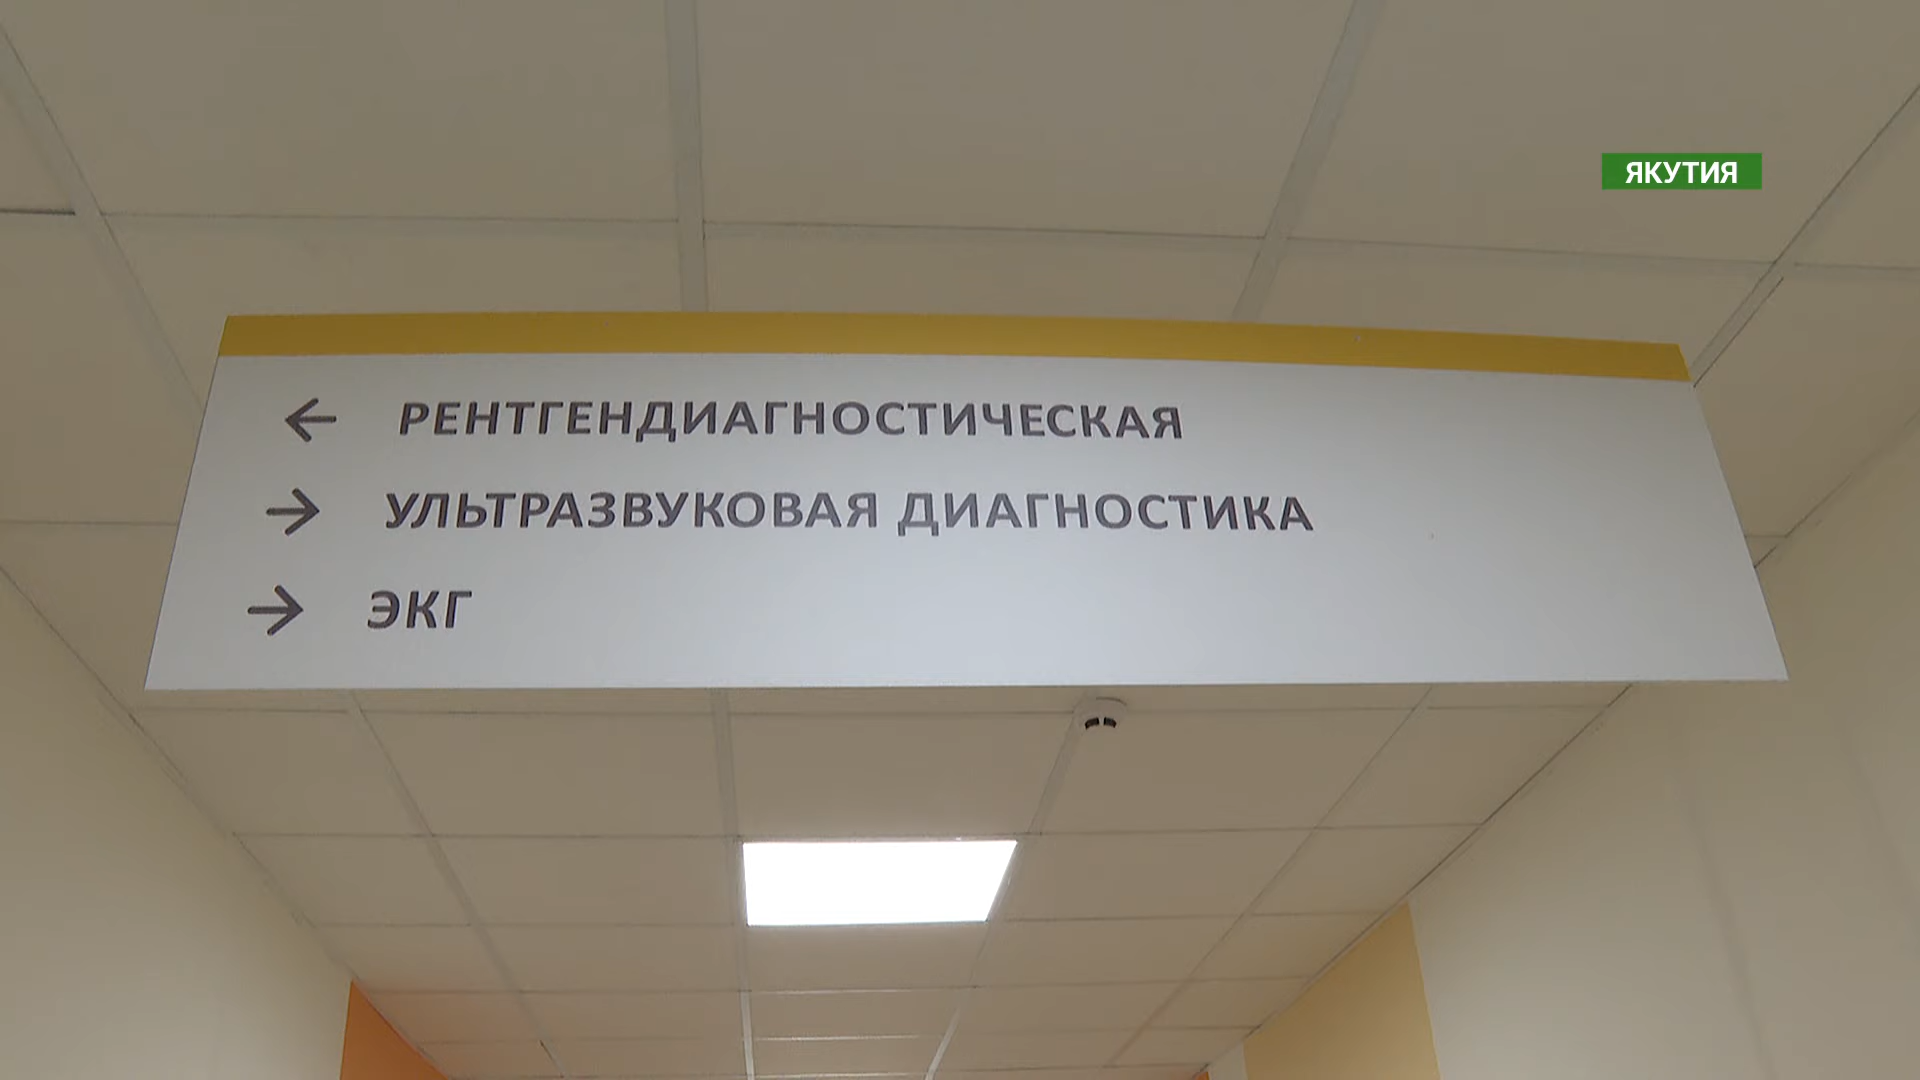 ЯКУТИЯ
← РЕНТГЕНДИАГНОСТИЧЕСКАЯ
→ УЛЬТРАЗВУКОВАЯ ДИАГНОСТИКА
→ ЭКГ